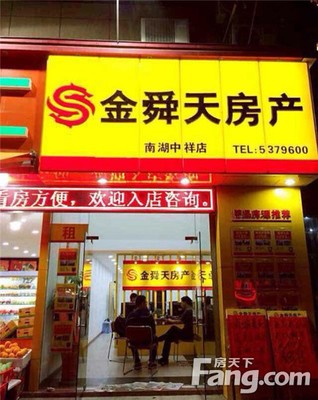 金舜天房产
南湖中祥店
TEL:5379600
看房方便,欢迎入店咨询.
租
金舜天房产
房天下
Fang.com